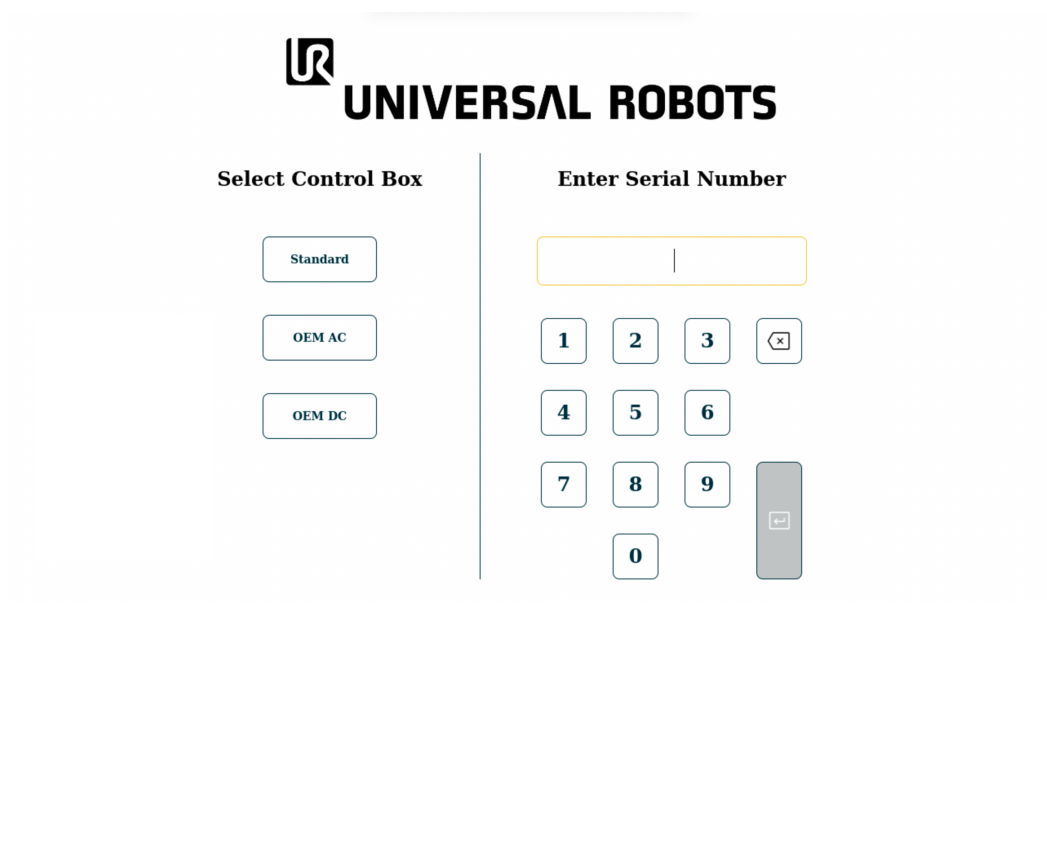 UR
UNIVERSAL ROBOTS
Select Control Box
Standard
OEM AC
OEM DC
Enter Serial Number
1 2 3
4 5 6
7 8 9
0